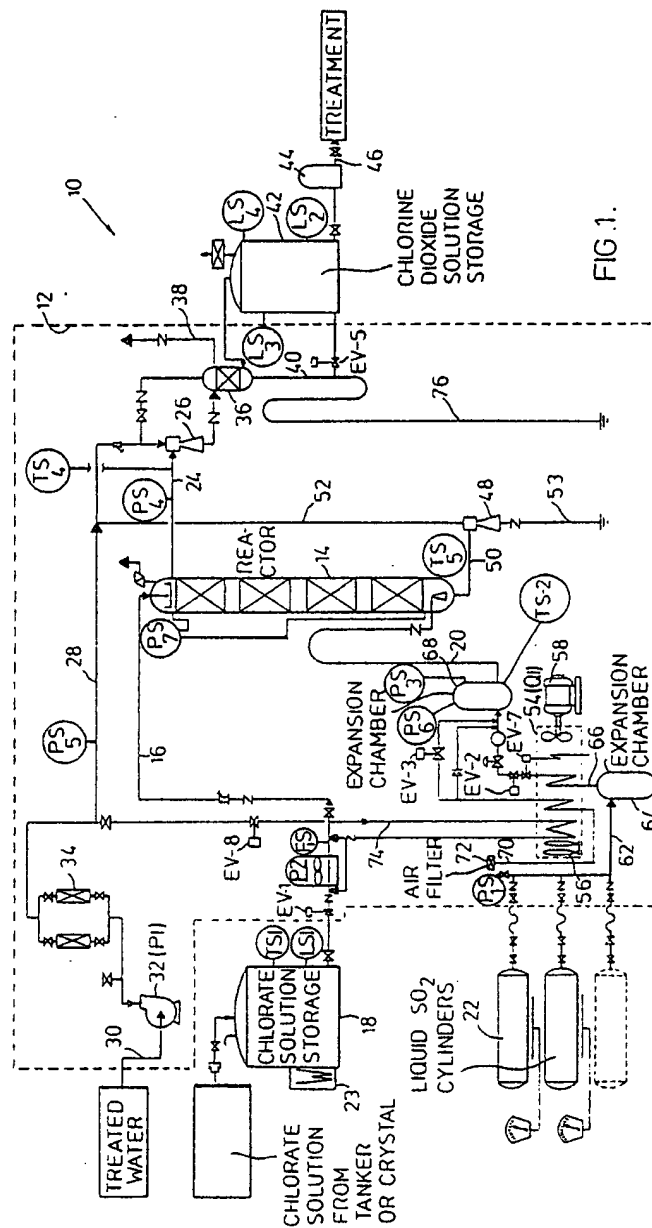 10
12
TREATED
WATER
30
32(P1)
34
28
PS
5
16
PS
7
REA-
CTOR
14
PS
4
24
TS
4
26
36
38
40
LS
3
EV-5
LS
4
42
LS
2
44
46
TREATMENT
CHLORINE
DIOXIDE
SOLUTION
STORAGE
76
52
48
53
TS
5
50
CHLORATE SOLUTION
FROM
TANKER
OR CRYSTAL
CHLORATE
SOLUTION
STORAGE
18
23
TS1
LS1
EV-1
P2
FS
EV-8
74
EXPANSION
CHAMBER
PS
6
PS
3
68
20
TS-2
EV-3
EV-2
EV-7
54(Q1)
58
AIR
FILTER
72
70
PS
1
56
62
66
EXPANSION
CHAMBER
64
LIQUID SO2
CYLINDERS
22
FIG.1.